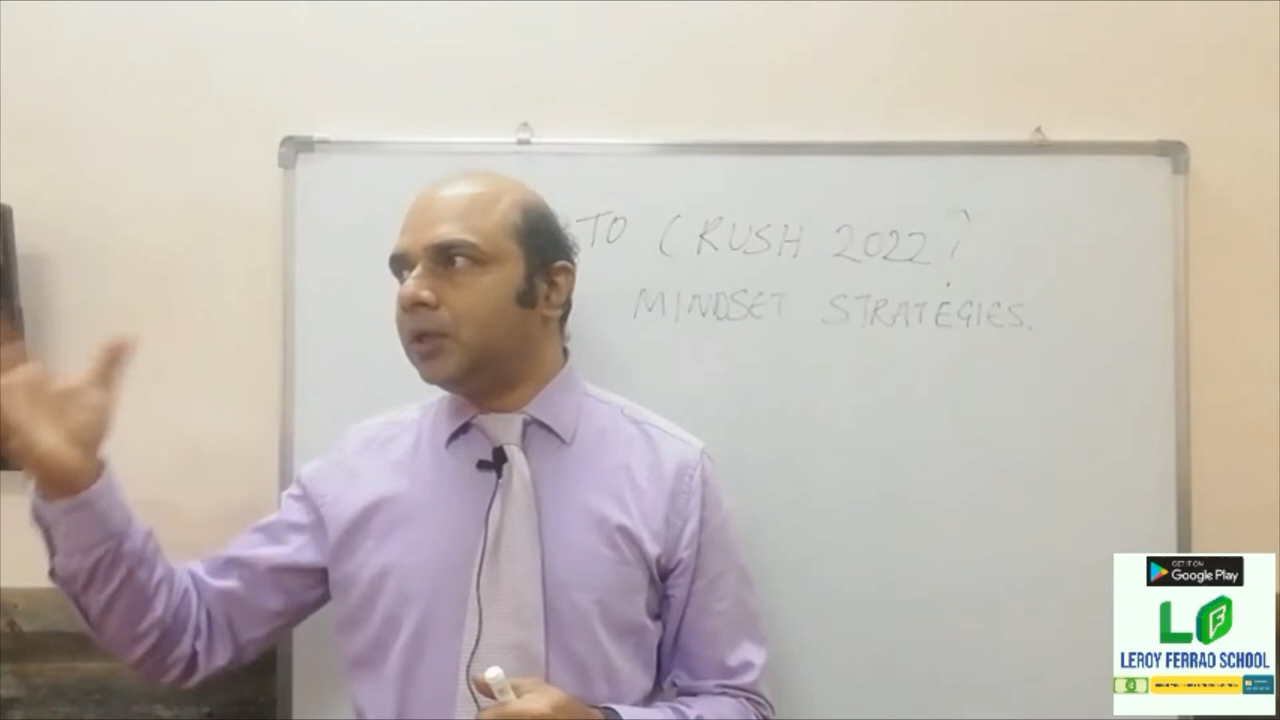 TO CRUSH 2022?
MINDSET STRATEGIES.
GET IT ON
Google Play
LF
LEROY FERRAO SCHOOL